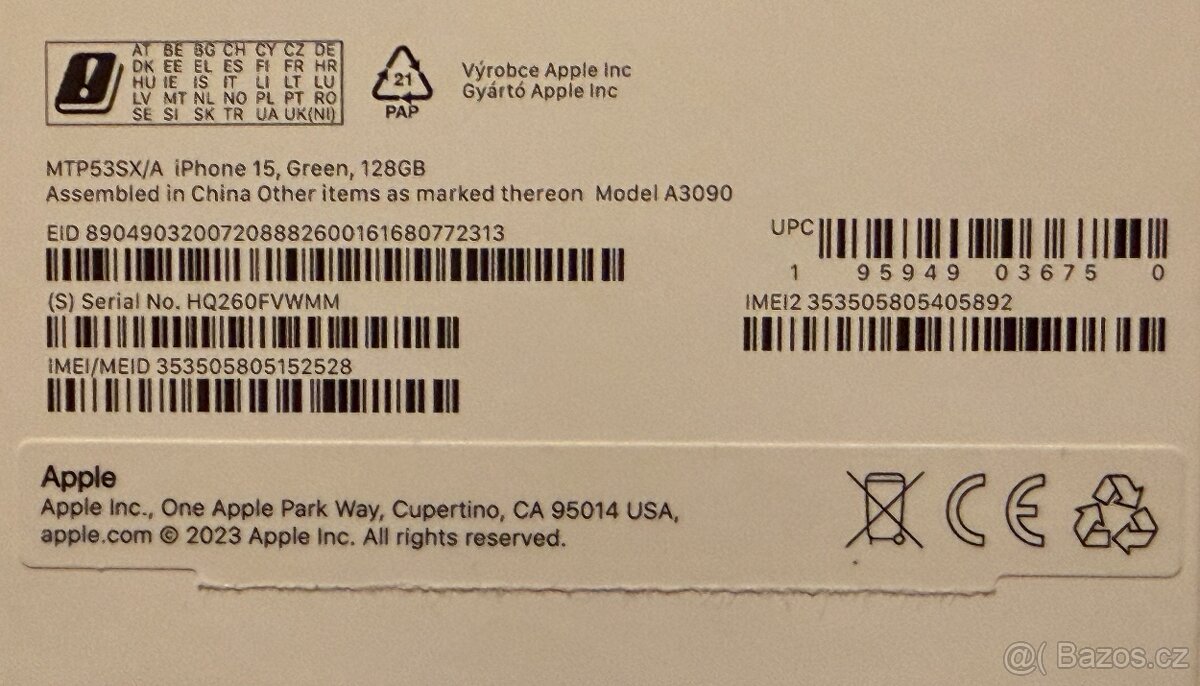 AT BE BG CH CY CZ DE
DK EE EL ES FI FR HR
HU IE IS IT LI LT LU
LV MT NL NO PL PT RO
SE SI SK TR UA UK(NI)
21
PAP
Výrobce Apple Inc
Gyártó Apple Inc
MTP53SX/A iPhone 15, Green, 128GB
Assembled in China Other items as marked thereon Model A3090
EID 89049032007208882600161680772313
UPC
1 95949 03675 0
(S) Serial No. HQ260FVWMM
IMEI2 353505805405892
IMEI/MEID 353505805152528
Apple
Apple Inc., One Apple Park Way, Cupertino, CA 95014 USA,
apple.com © 2023 Apple Inc. All rights reserved.
CE
@( Bazos.cz